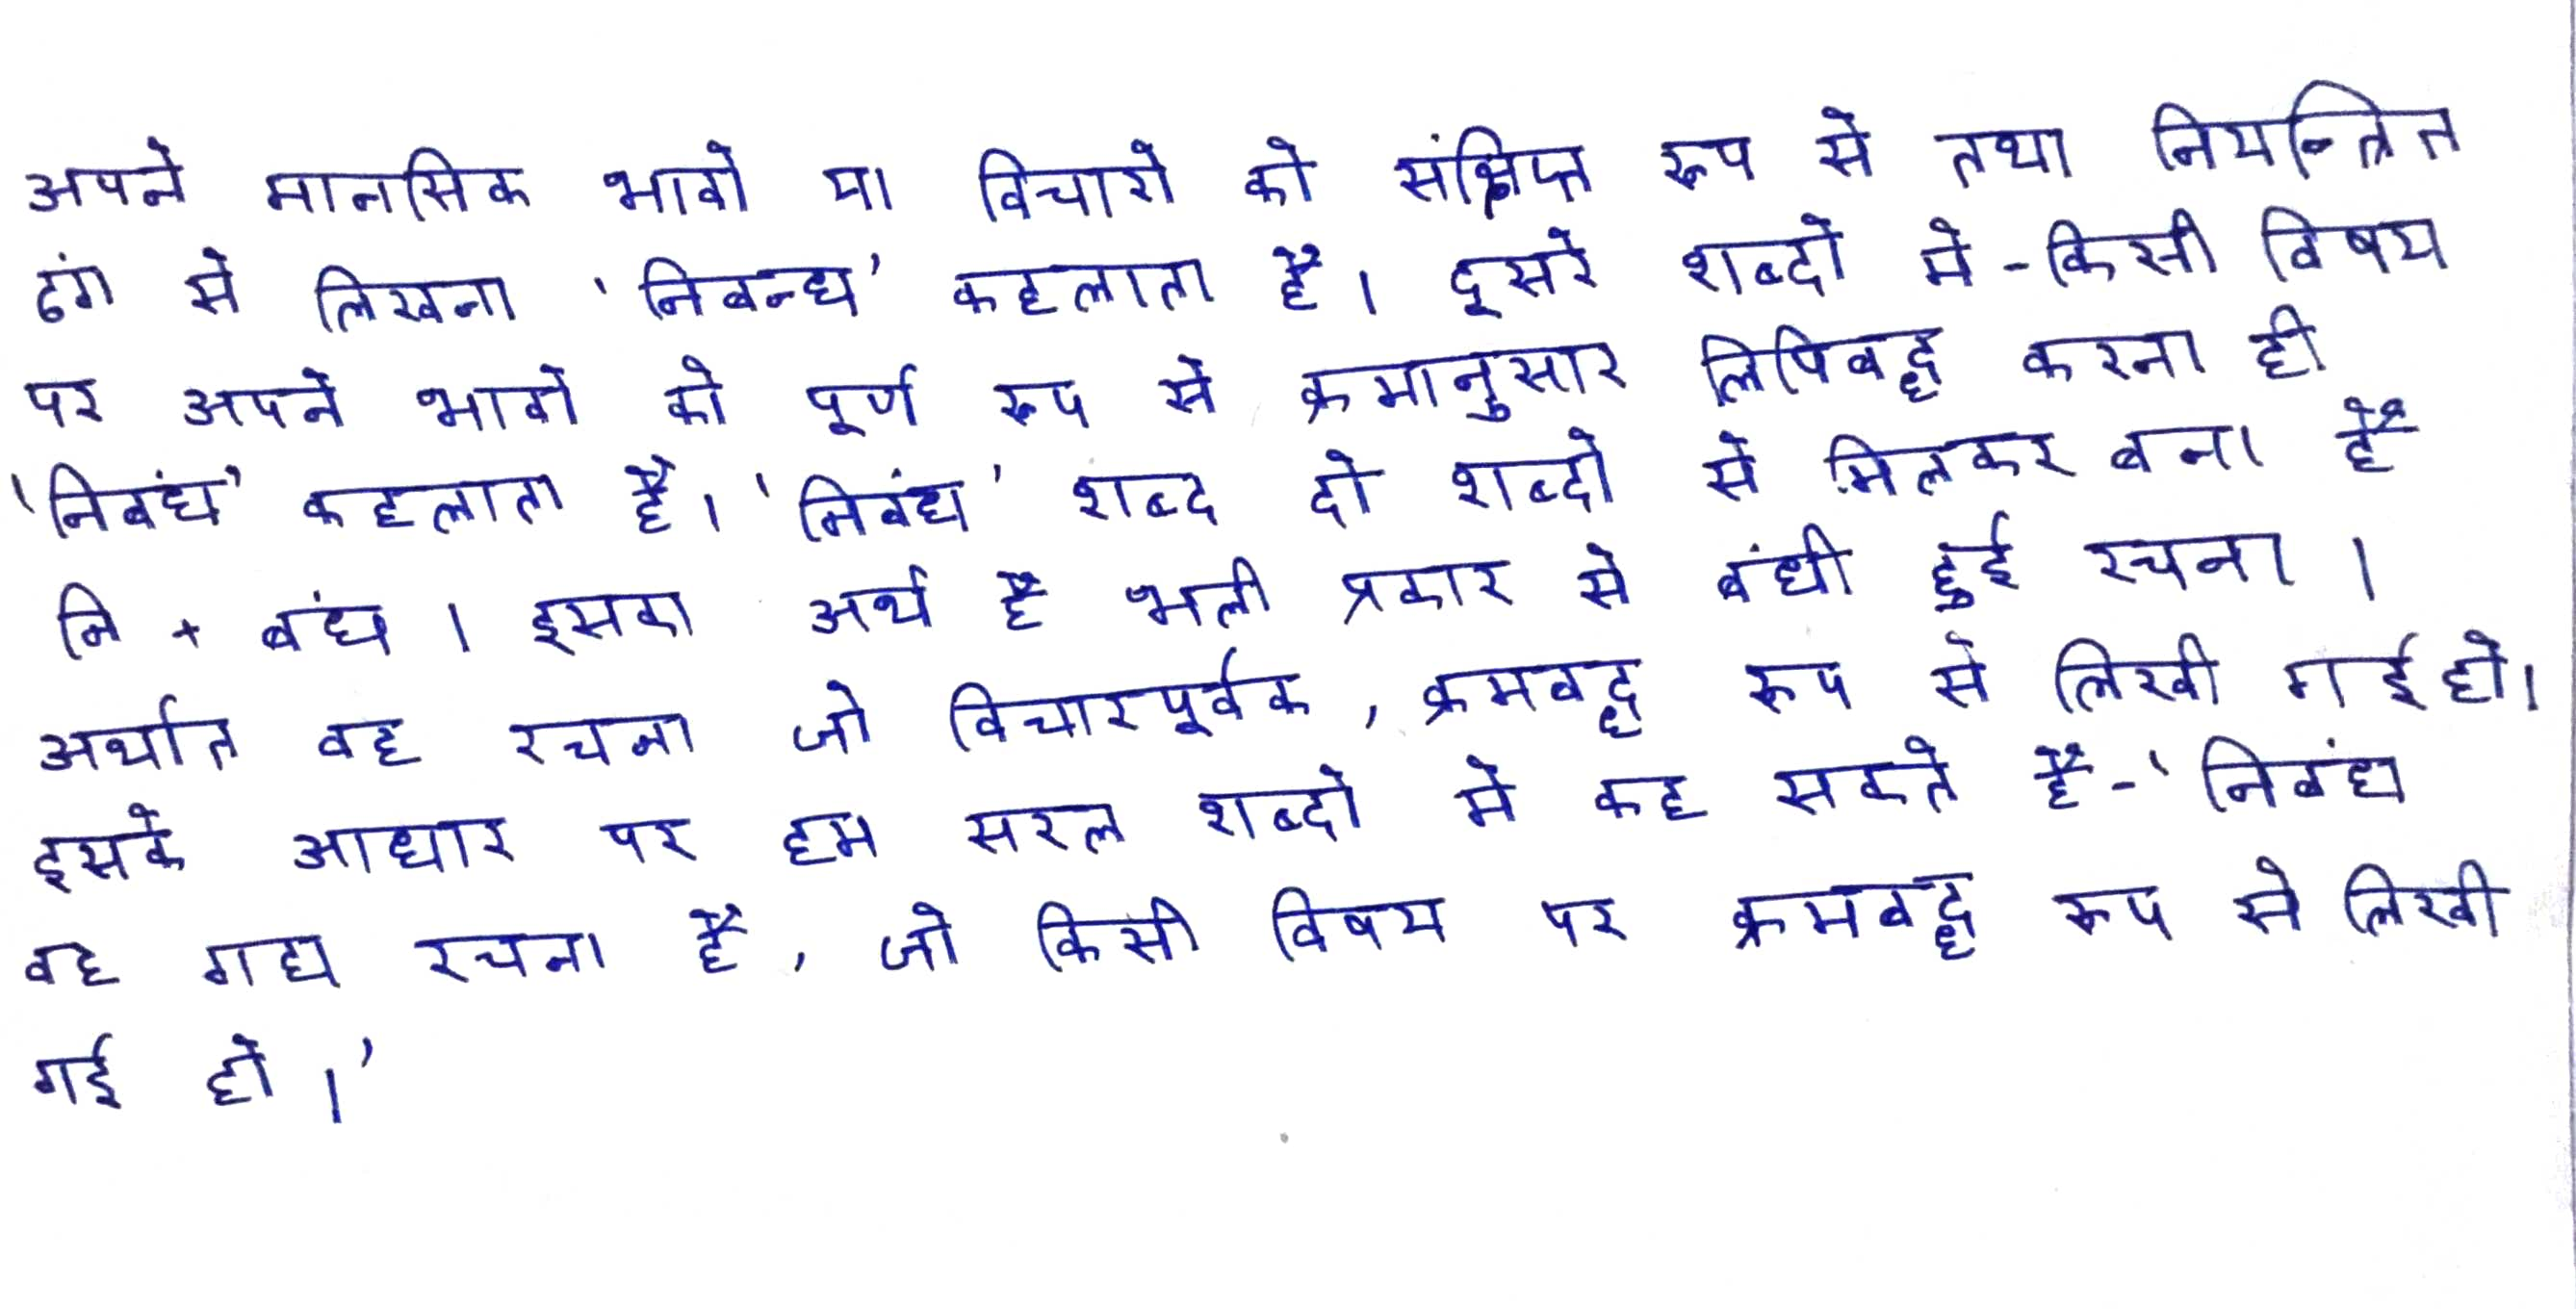 अपने मानसिक भावो या विचारो को संक्षिप्त रूप से तथा नियन्त्रित
ढंग से लिखना 'निबन्ध' कहलाता है। दूसरे शब्दो मे - किसी विषय
पर अपने भावो को पूर्ण रूप से क्रमानुसार लिपिबद्ध करना ही
'निबंध' कहलाता है। 'निबंध' शब्द दो शब्दो से मिलकर बना है
नि + बंध । इसका अर्थ है भली प्रकार से बंधी हुई रचना ।
अर्थात वह रचना जो विचारपूर्वक, क्रमबद्ध रूप से लिखी गई हो।
इसके आधार पर हम सरल शब्दो मे कह सकते है - 'निबंध
वह गद्य रचना है, जो किसी विषय पर क्रमबद्ध रूप से लिखी
गई हो ।'